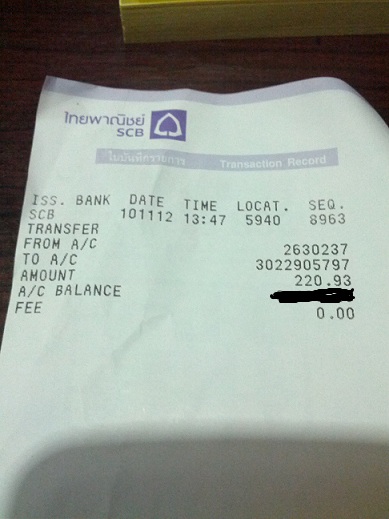 ไทยพาณิชย์
SCB
ใบบันทึกรายการ Transaction Record
ISS. BANK DATE TIME LOCAT. SEQ.
SCB 101112 13:47 5940 8963
TRANSFER
FROM A/C 2630237
TO A/C 3022905797
AMOUNT 220.93
A/C BALANCE
FEE 0.00